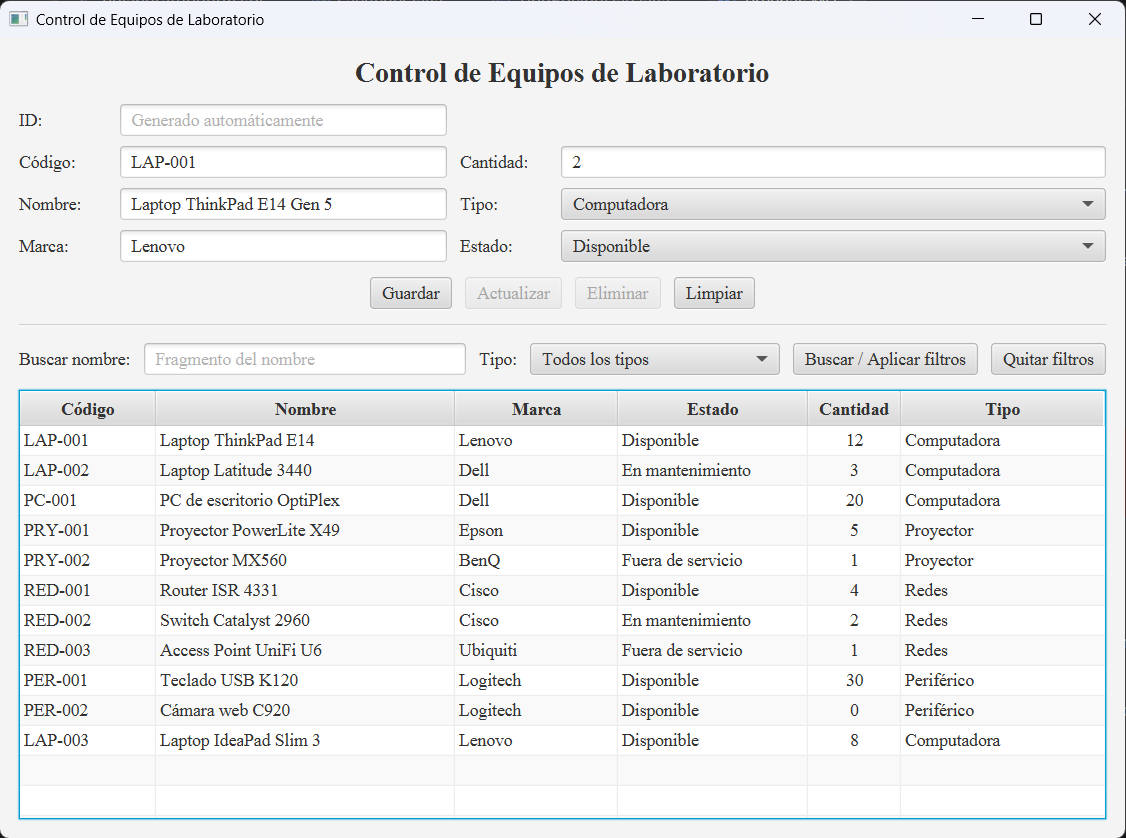 Control de Equipos de Laboratorio
Control de Equipos de Laboratorio
ID: Generado automáticamente
Código: LAP-001 Cantidad: 2
Nombre: Laptop ThinkPad E14 Gen 5 Tipo: Computadora
Marca: Lenovo Estado: Disponible
Guardar Actualizar Eliminar Limpiar
Buscar nombre: Fragmento del nombre Tipo: Todos los tipos Buscar / Aplicar filtros Quitar filtros
Código Nombre Marca Estado Cantidad Tipo
LAP-001 Laptop ThinkPad E14 Lenovo Disponible 12 Computadora
LAP-002 Laptop Latitude 3440 Dell En mantenimiento 3 Computadora
PC-001 PC de escritorio OptiPlex Dell Disponible 20 Computadora
PRY-001 Proyector PowerLite X49 Epson Disponible 5 Proyector
PRY-002 Proyector MX560 BenQ Fuera de servicio 1 Proyector
RED-001 Router ISR 4331 Cisco Disponible 4 Redes
RED-002 Switch Catalyst 2960 Cisco En mantenimiento 2 Redes
RED-003 Access Point UniFi U6 Ubiquiti Fuera de servicio 1 Redes
PER-001 Teclado USB K120 Logitech Disponible 30 Periférico
PER-002 Cámara web C920 Logitech Disponible 0 Periférico
LAP-003 Laptop IdeaPad Slim 3 Lenovo Disponible 8 Computadora